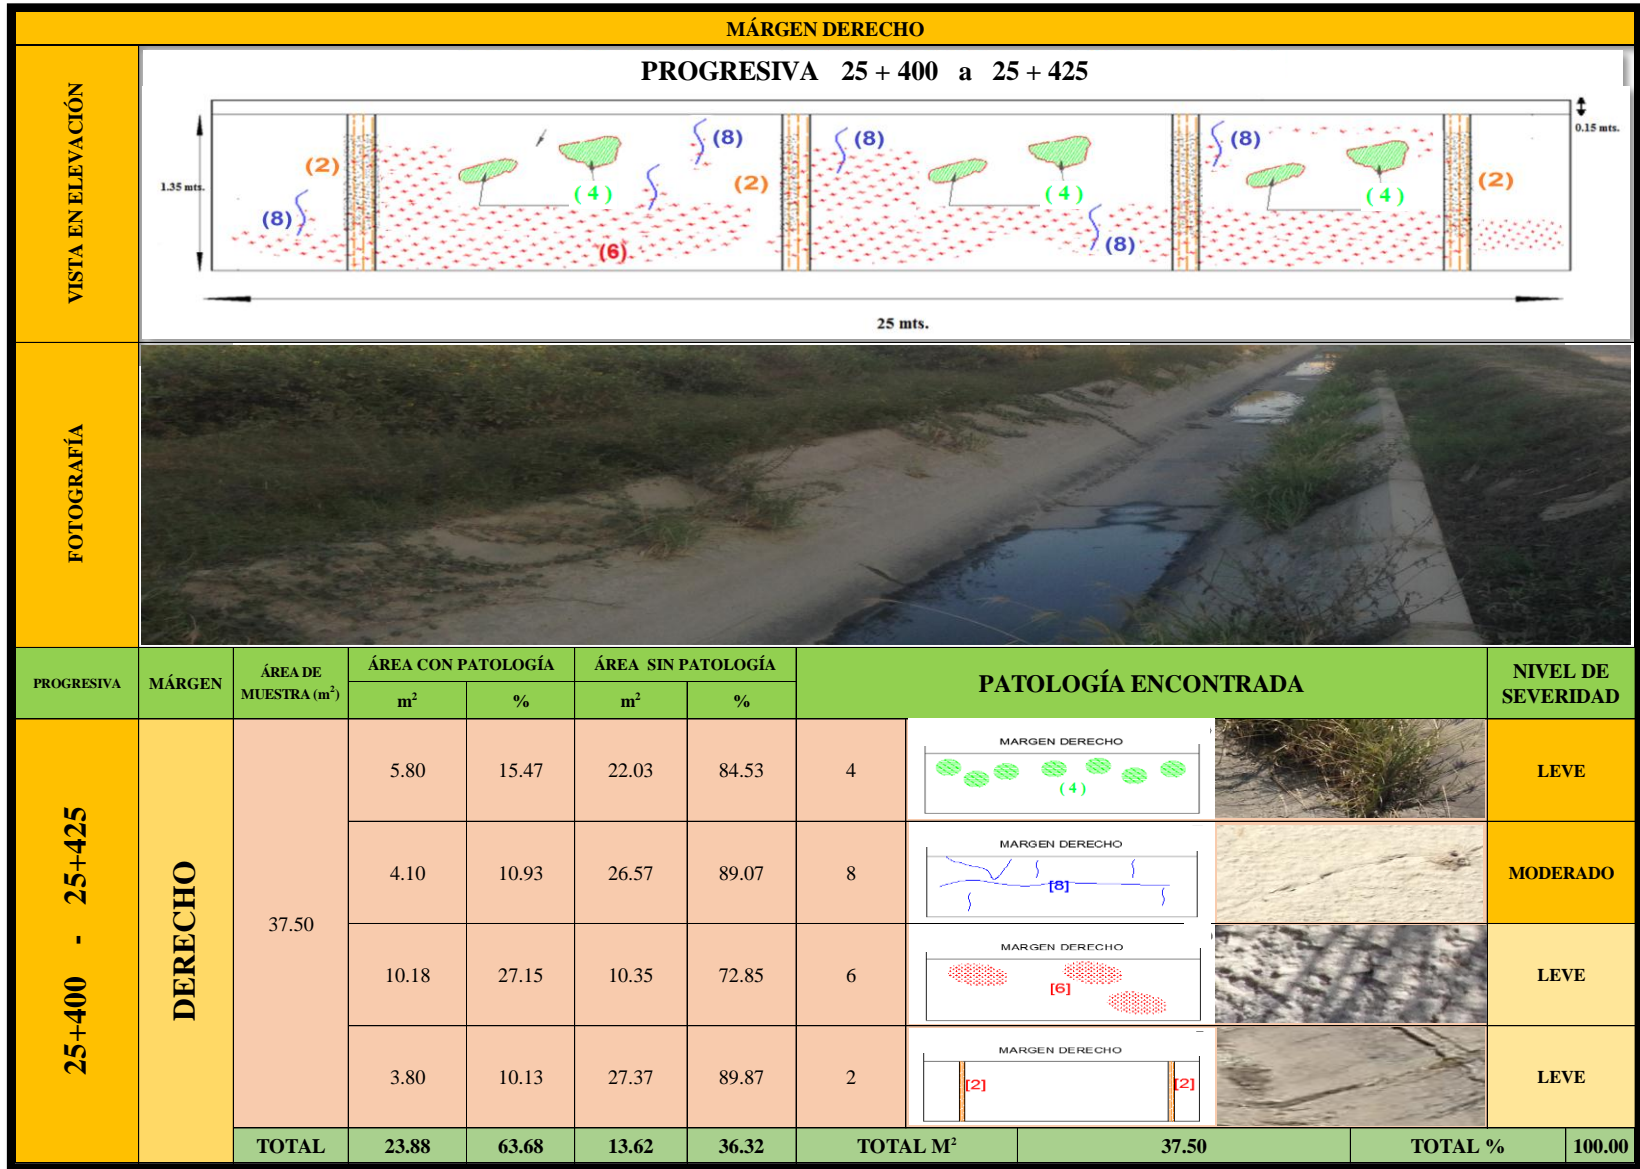 MÁRGEN DERECHO
VISTA EN ELEVACIÓN
PROGRESIVA 25 + 400 a 25 + 425
0.15 mts.
1.35 mts.
(8)
(2)
(4)
(6)
(8)
(2)
(8)
(4)
(8)
(8)
(4)
(2)
25 mts.
FOTOGRAFÍA
PROGRESIVA
MÁRGEN
ÁREA DE MUESTRA (m²)
ÁREA CON PATOLOGÍA
m²
%
ÁREA SIN PATOLOGÍA
m²
%
PATOLOGÍA ENCONTRADA
NIVEL DE SEVERIDAD
25+400 - 25+425
DERECHO
37.50
5.80
15.47
22.03
84.53
4
MARGEN DERECHO
(4)
LEVE
4.10
10.93
26.57
89.07
8
MARGEN DERECHO
[8]
MODERADO
10.18
27.15
10.35
72.85
6
MARGEN DERECHO
[6]
LEVE
3.80
10.13
27.37
89.87
2
MARGEN DERECHO
[2]
[2]
LEVE
TOTAL
23.88
63.68
13.62
36.32
TOTAL M²
37.50
TOTAL %
100.00